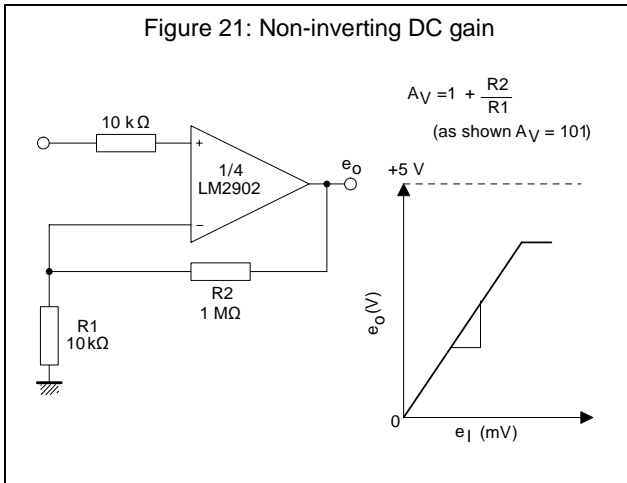 Figure 21: Non-inverting DC gain
A_V = 1 + R2/R1
(as shown A_V = 101)
10 kΩ
+
1/4
LM2902
e_o
−
+5 V
R2
1 MΩ
R1
10kΩ
e_o (V)
0
e_I (mV)